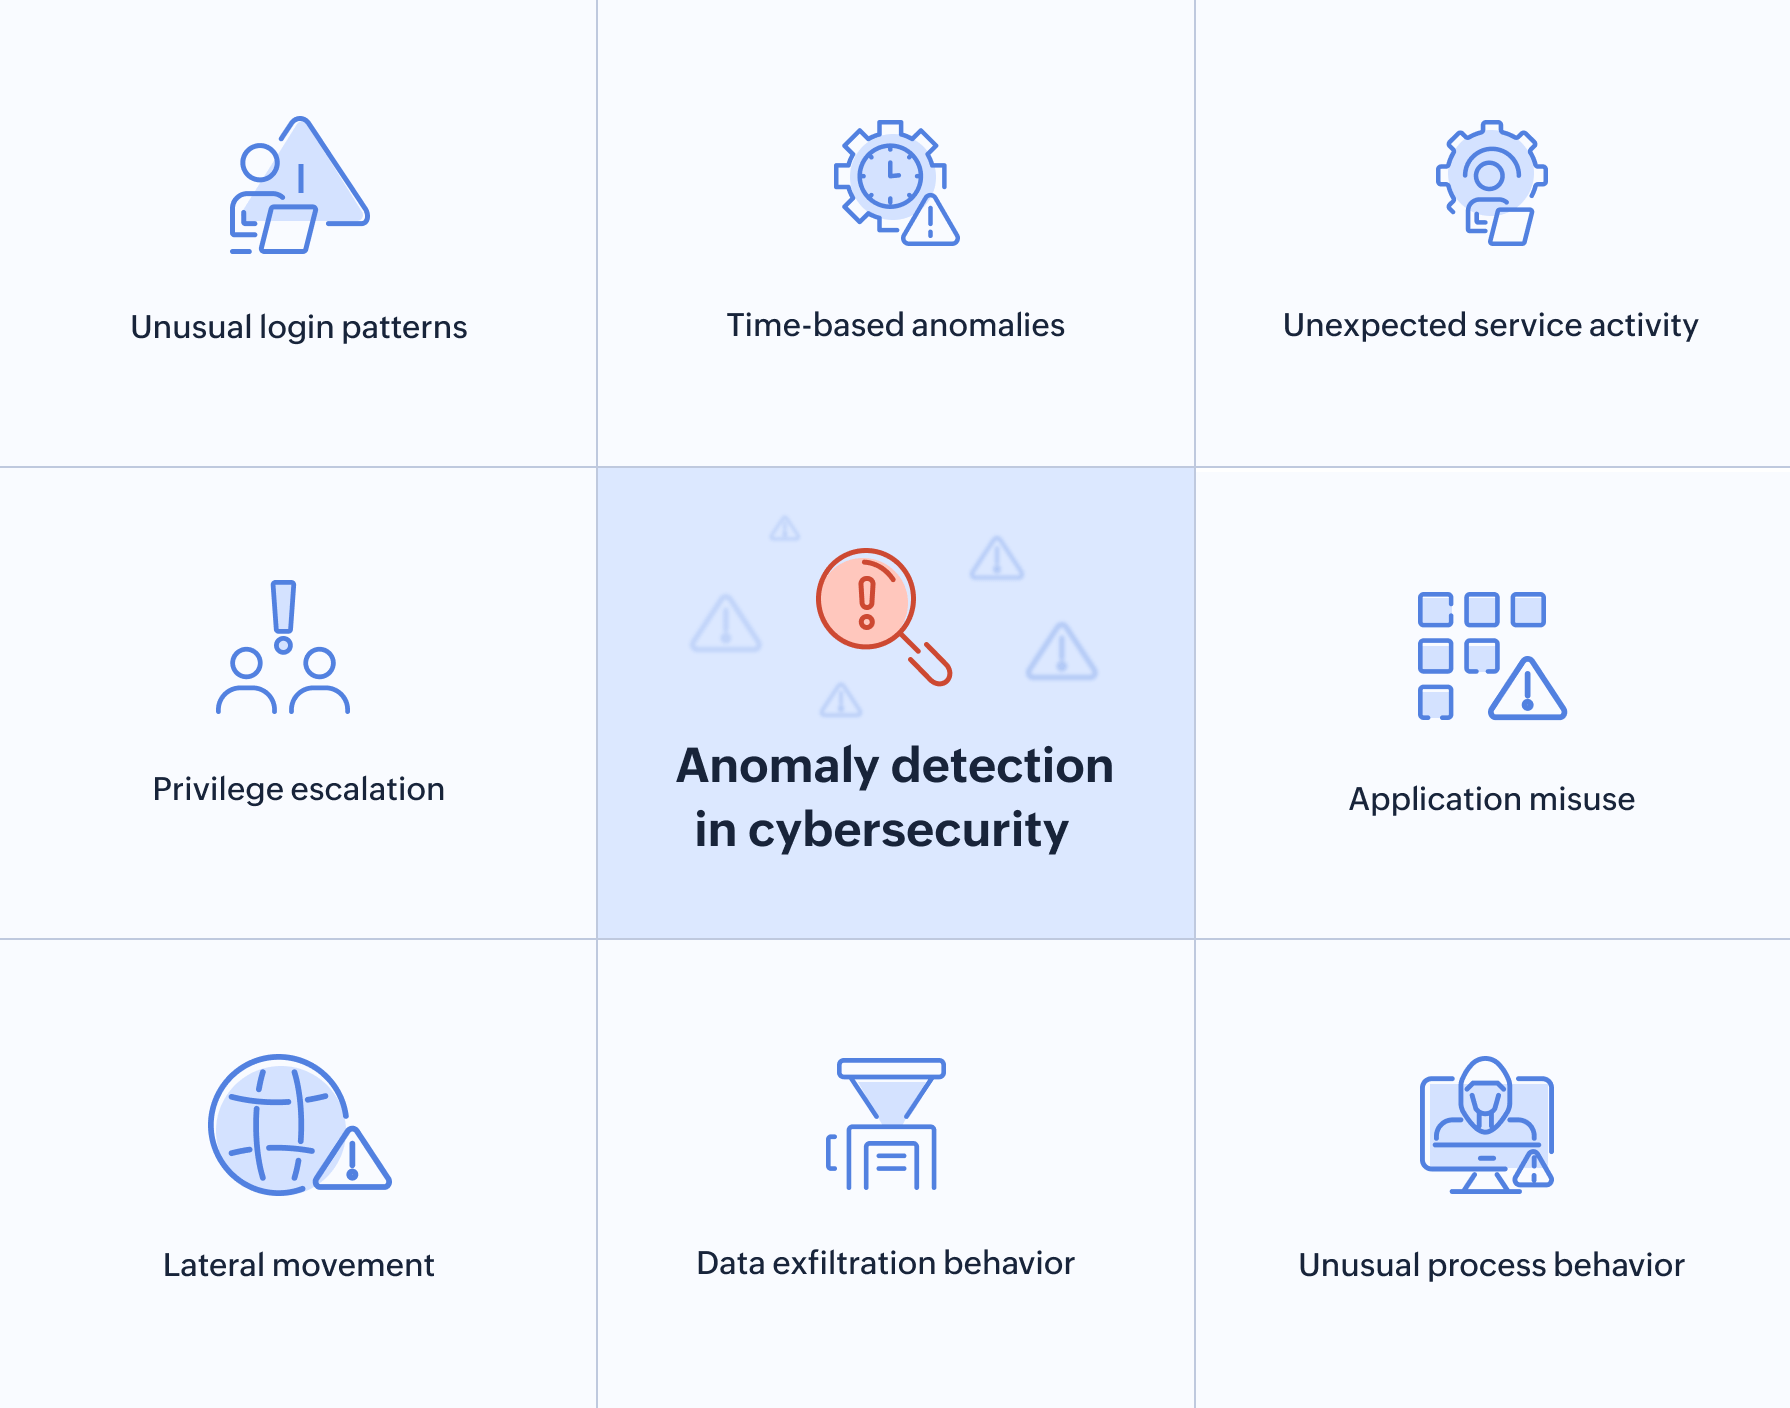 Unusual login patterns
Time-based anomalies
Unexpected service activity
Privilege escalation
Anomaly detection
in cybersecurity
Application misuse
Lateral movement
Data exfiltration behavior
Unusual process behavior